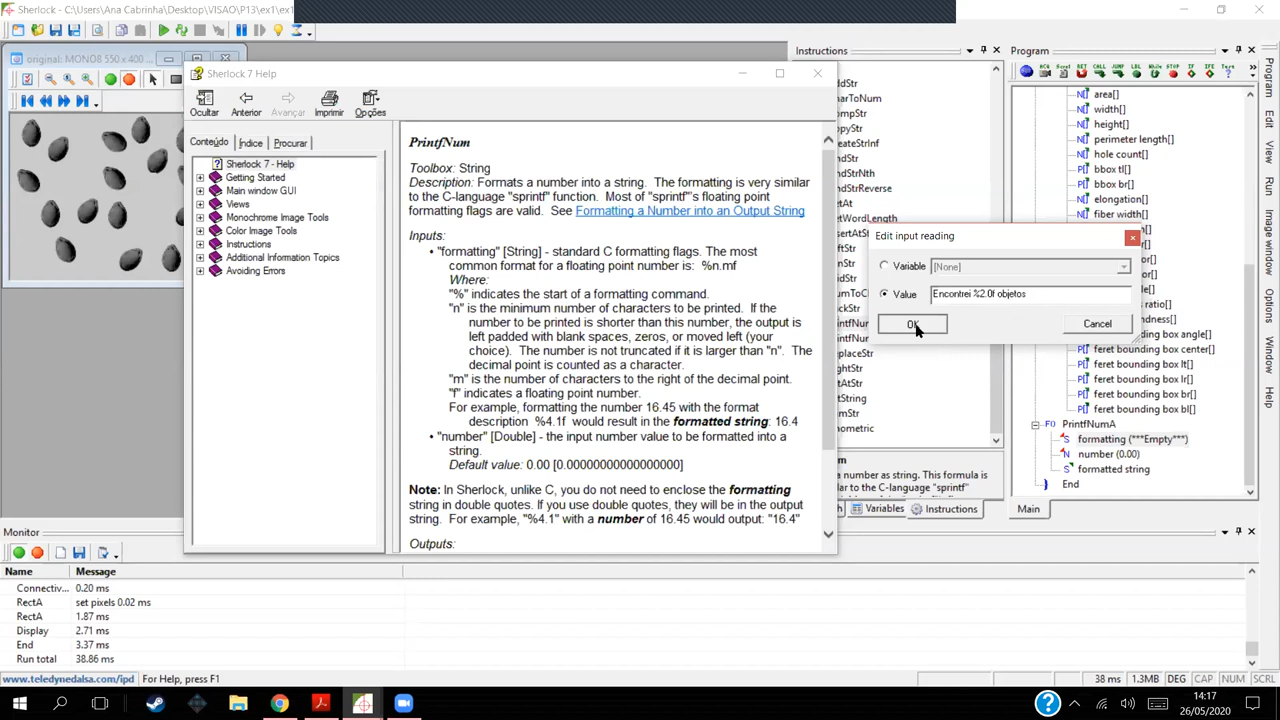 Sherlock - C:\Users\Ana Cabrinha\Desktop\VISAO\P13\ex1\ex1
original: MONO8 550 x 400 ...
Sherlock 7 Help
Ocultar
Anterior
Avançar
Imprimir
Opções
Conteúdo
Índice
Procurar
Sherlock 7 - Help
Getting Started
Main window GUI
Views
Monochrome Image Tools
Color Image Tools
Instructions
Additional Information Topics
Avoiding Errors
PrintfNum
Toolbox: String
Description: Formats a number into a string. The formatting is very similar
to the C-language "sprintf" function. Most of "sprintf"'s floating point
formatting flags are valid. See Formatting a Number into an Output String
Inputs:
• "formatting" [String] - standard C formatting flags. The most
common format for a floating point number is: %n.mf
Where:
"%" indicates the start of a formatting command.
"n" is the minimum number of characters to be printed. If the
number to be printed is shorter than this number, the output is
left padded with blank spaces, zeros, or moved left (your
choice). The number is not truncated if it is larger than "n". The
decimal point is counted as a character.
"m" is the number of characters to the right of the decimal point.
"f" indicates a floating point number.
For example, formatting the number 16.45 with the format
description %4.1f would result in the formatted string: 16.4
• "number" [Double] - the input number value to be formatted into a
string.
Default value: 0.00 [0.00000000000000000]
Note: In Sherlock, unlike C, you do not need to enclose the formatting
string in double quotes. If you use double quotes, they will be in the output
string. For example, "%4.1" with a number of 16.45 would output: "16.4"
Outputs:
Instructions
Variables
Instructions
Program
area[]
width[]
height[]
perimeter length[]
hole count[]
bbox tl[]
bbox br[]
elongation[]
fiber width[]
feret bounding box center[]
feret bounding box lr[]
feret bounding box br[]
feret bounding box bl[]
PrintfNumA
formatting (***Empty***)
number (0.00)
formatted string
End
Main
Edit input reading
Variable
[None]
Value
Encontrei %2.0f objetos
OK
Cancel
Program
Edit
View
Run
Image window
Options
Help
Monitor
Name Message
Connectiv... 0.20 ms
RectA set pixels 0.02 ms
RectA 1.87 ms
Display 2.71 ms
End 3.37 ms
Run total 38.86 ms
www.teledynedalsa.com/ipd
For Help, press F1
38 ms
1.3MB
DEG
CAP
NUM
SCRL
14:17
26/05/2020